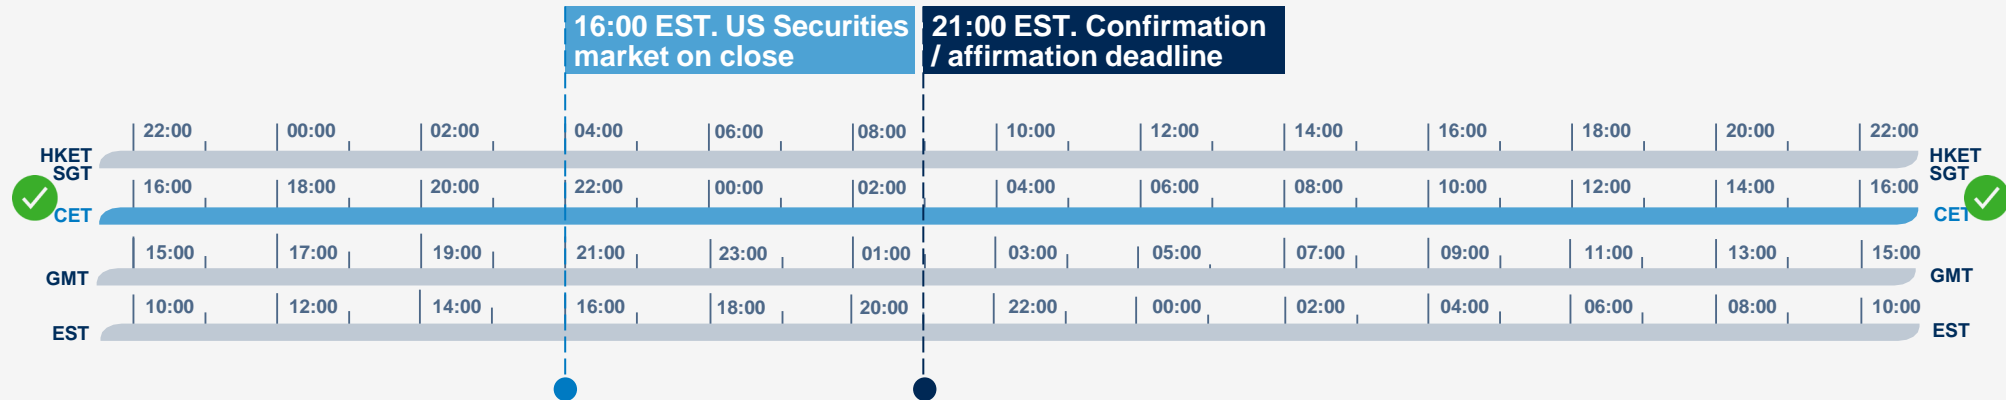 16:00 EST. US Securities
market on close
21:00 EST. Confirmation
/ affirmation deadline
22:00 00:00 02:00 04:00 06:00 08:00 10:00 12:00 14:00 16:00 18:00 20:00 22:00
HKET HKET
SGT SGT
16:00 18:00 20:00 22:00 00:00 02:00 04:00 06:00 08:00 10:00 12:00 14:00 16:00
CET CET
15:00 17:00 19:00 21:00 23:00 01:00 03:00 05:00 07:00 09:00 11:00 13:00 15:00
GMT GMT
10:00 12:00 14:00 16:00 18:00 20:00 22:00 00:00 02:00 04:00 06:00 08:00 10:00
EST EST